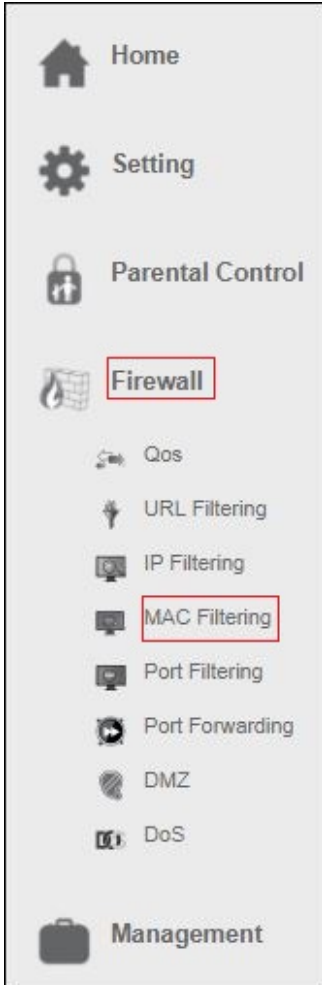 Home
Setting
Parental Control
Firewall
Qos
URL Filtering
IP Filtering
MAC Filtering
Port Filtering
Port Forwarding
DMZ
DoS
Management